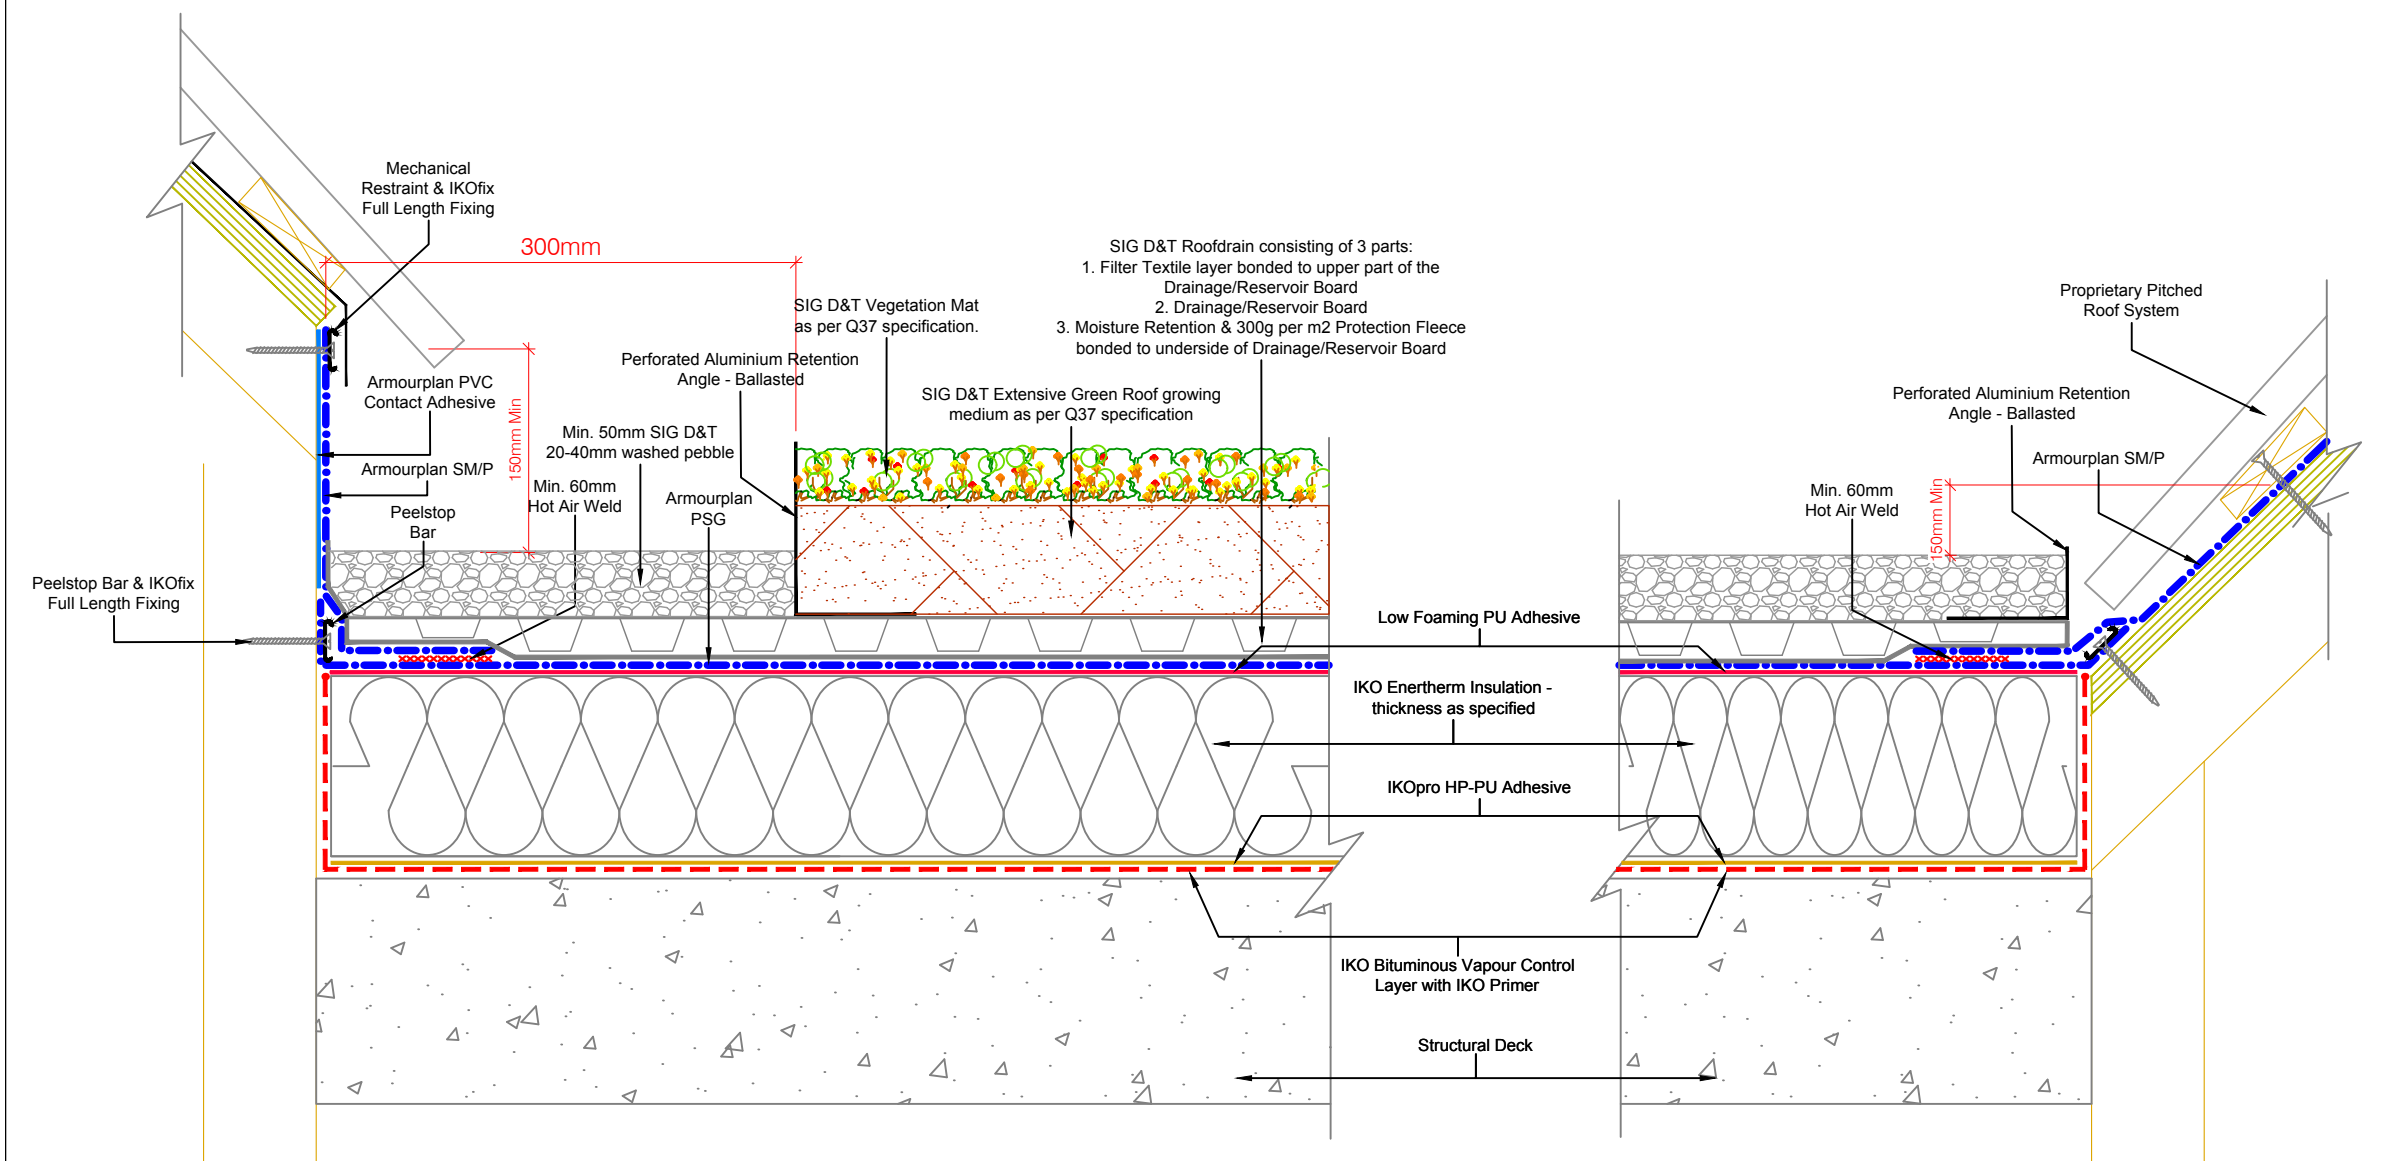 Mechanical
Restraint & IKOfix
Full Length Fixing
300mm
SIG D&T Roofdrain consisting of 3 parts:
1. Filter Textile layer bonded to upper part of the
Drainage/Reservoir Board
2. Drainage/Reservoir Board
3. Moisture Retention & 300g per m2 Protection Fleece
bonded to underside of Drainage/Reservoir Board
SIG D&T Vegetation Mat
as per Q37 specification.
Proprietary Pitched
Roof System
Perforated Aluminium Retention
Angle - Ballasted
Armourplan PVC
Contact Adhesive
150mm Min
SIG D&T Extensive Green Roof growing
medium as per Q37 specification
Perforated Aluminium Retention
Angle - Ballasted
Min. 50mm SIG D&T
20-40mm washed pebble
Armourplan SM/P
Armourplan SM/P
Min. 60mm
Hot Air Weld
Armourplan
PSG
Min. 60mm
Hot Air Weld
150mm Min
Peelstop
Bar
Peelstop Bar & IKOfix
Full Length Fixing
Low Foaming PU Adhesive
IKO Enertherm Insulation -
thickness as specified
IKOpro HP-PU Adhesive
IKO Bituminous Vapour Control
Layer with IKO Primer
Structural Deck